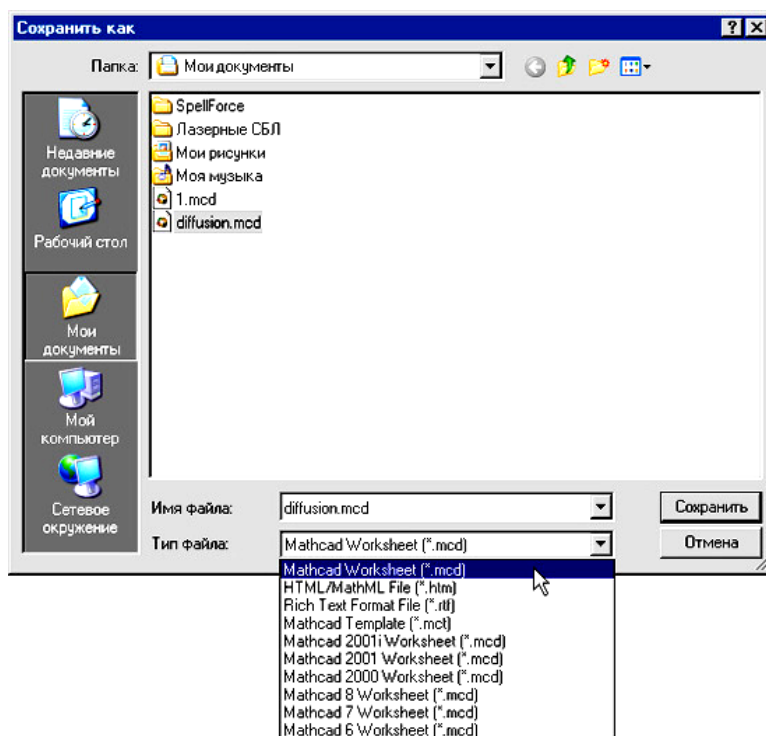 Сохранить как
Папка: Мои документы
Недавние документы
Рабочий стол
Мои документы
Мой компьютер
Сетевое окружение
SpellForce
Лазерные СБЛ
Мои рисунки
Моя музыка
1.mcd
diffusion.mcd
Имя файла: diffusion.mcd Сохранить
Тип файла: Mathcad Worksheet (*.mcd) Отмена
Mathcad Worksheet (*.mcd)
HTML/MathML File (*.htm)
Rich Text Format File (*.rtf)
Mathcad Template (*.mct)
Mathcad 2001i Worksheet (*.mcd)
Mathcad 2001 Worksheet (*.mcd)
Mathcad 2000 Worksheet (*.mcd)
Mathcad 8 Worksheet (*.mcd)
Mathcad 7 Worksheet (*.mcd)
Mathcad 6 Worksheet (*.mcd)